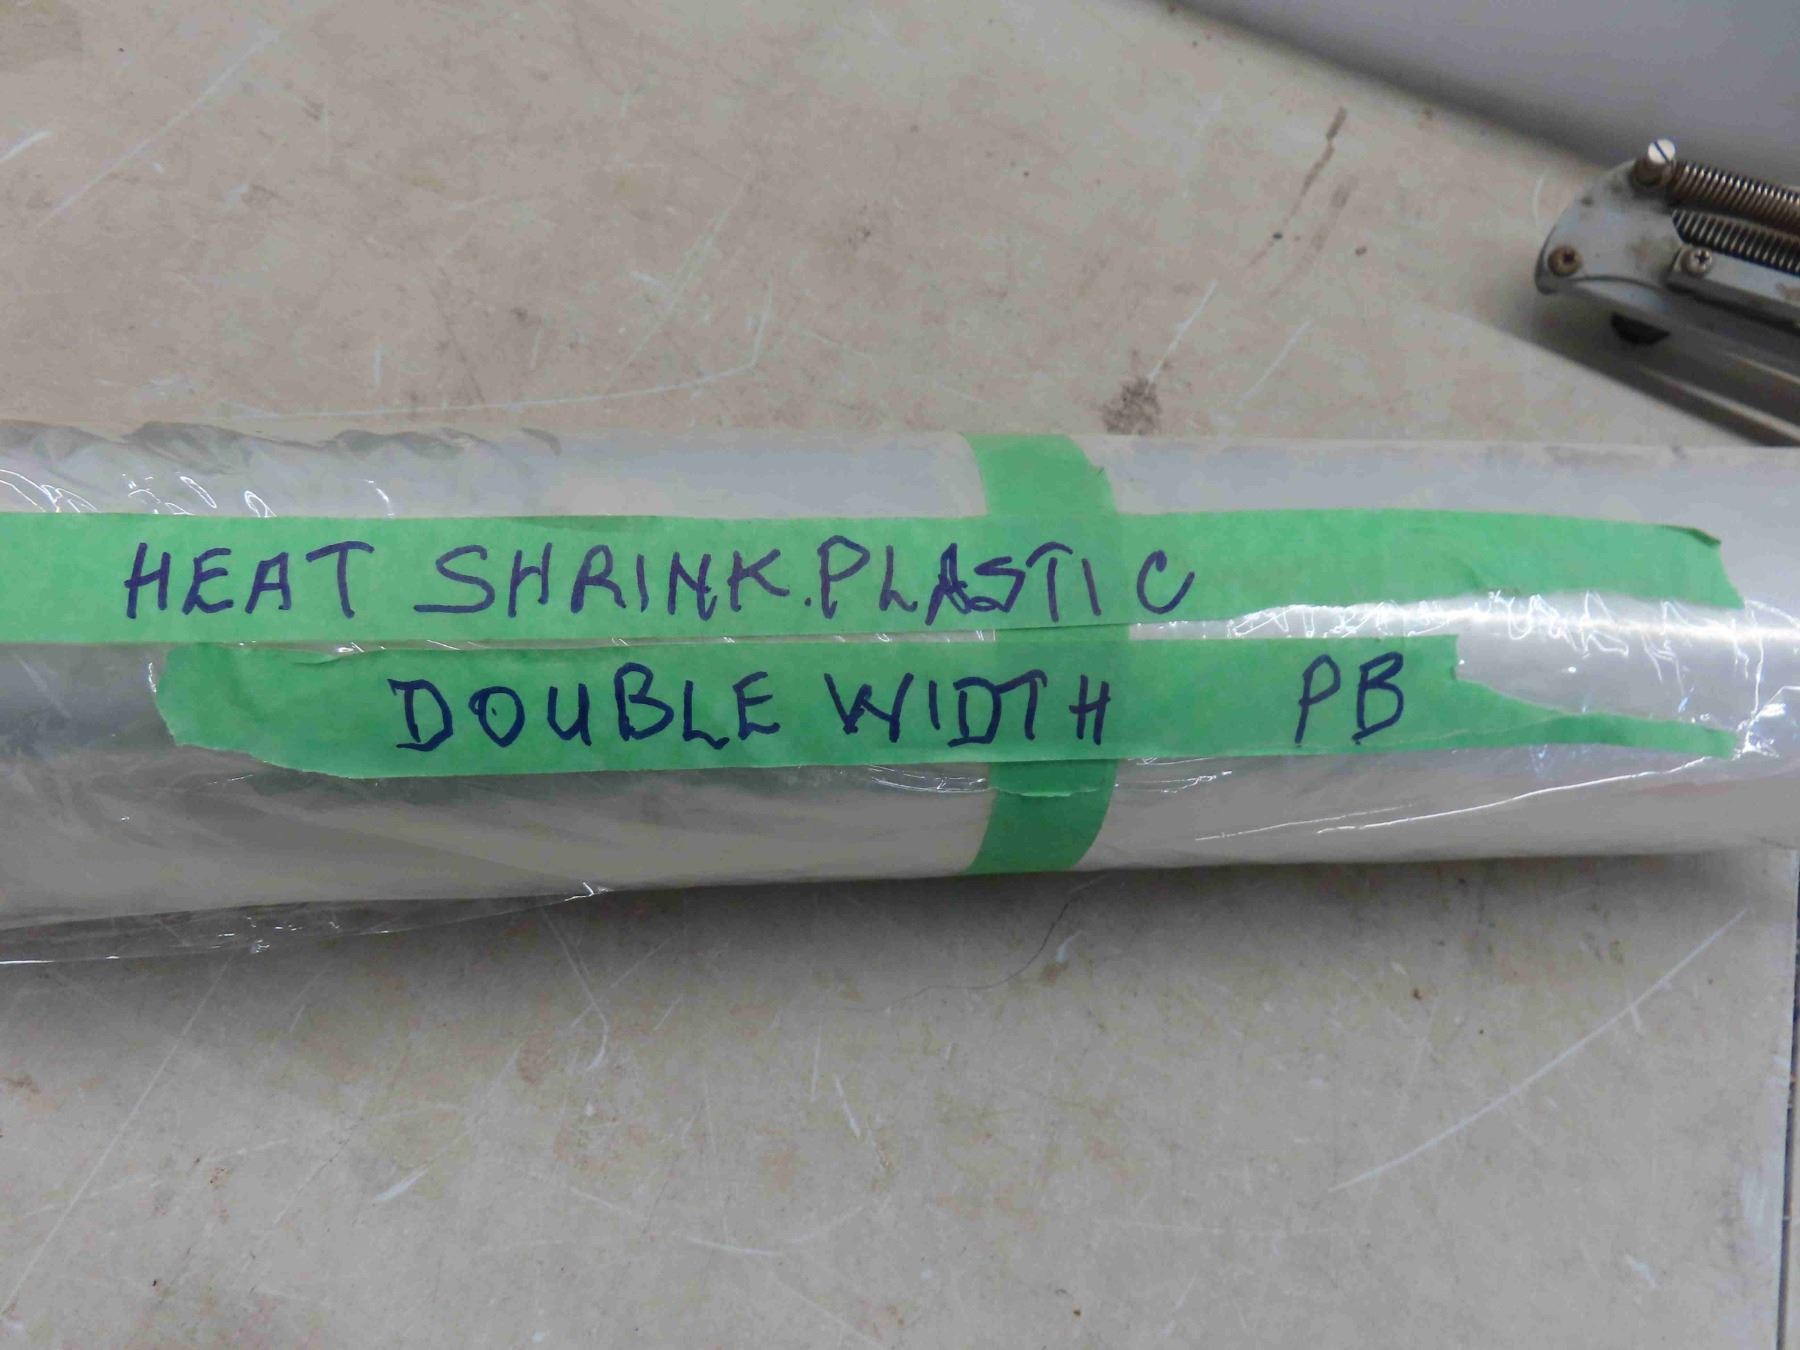 HEAT SHRINK.PLASTIC
DOUBLE WIDTH PB